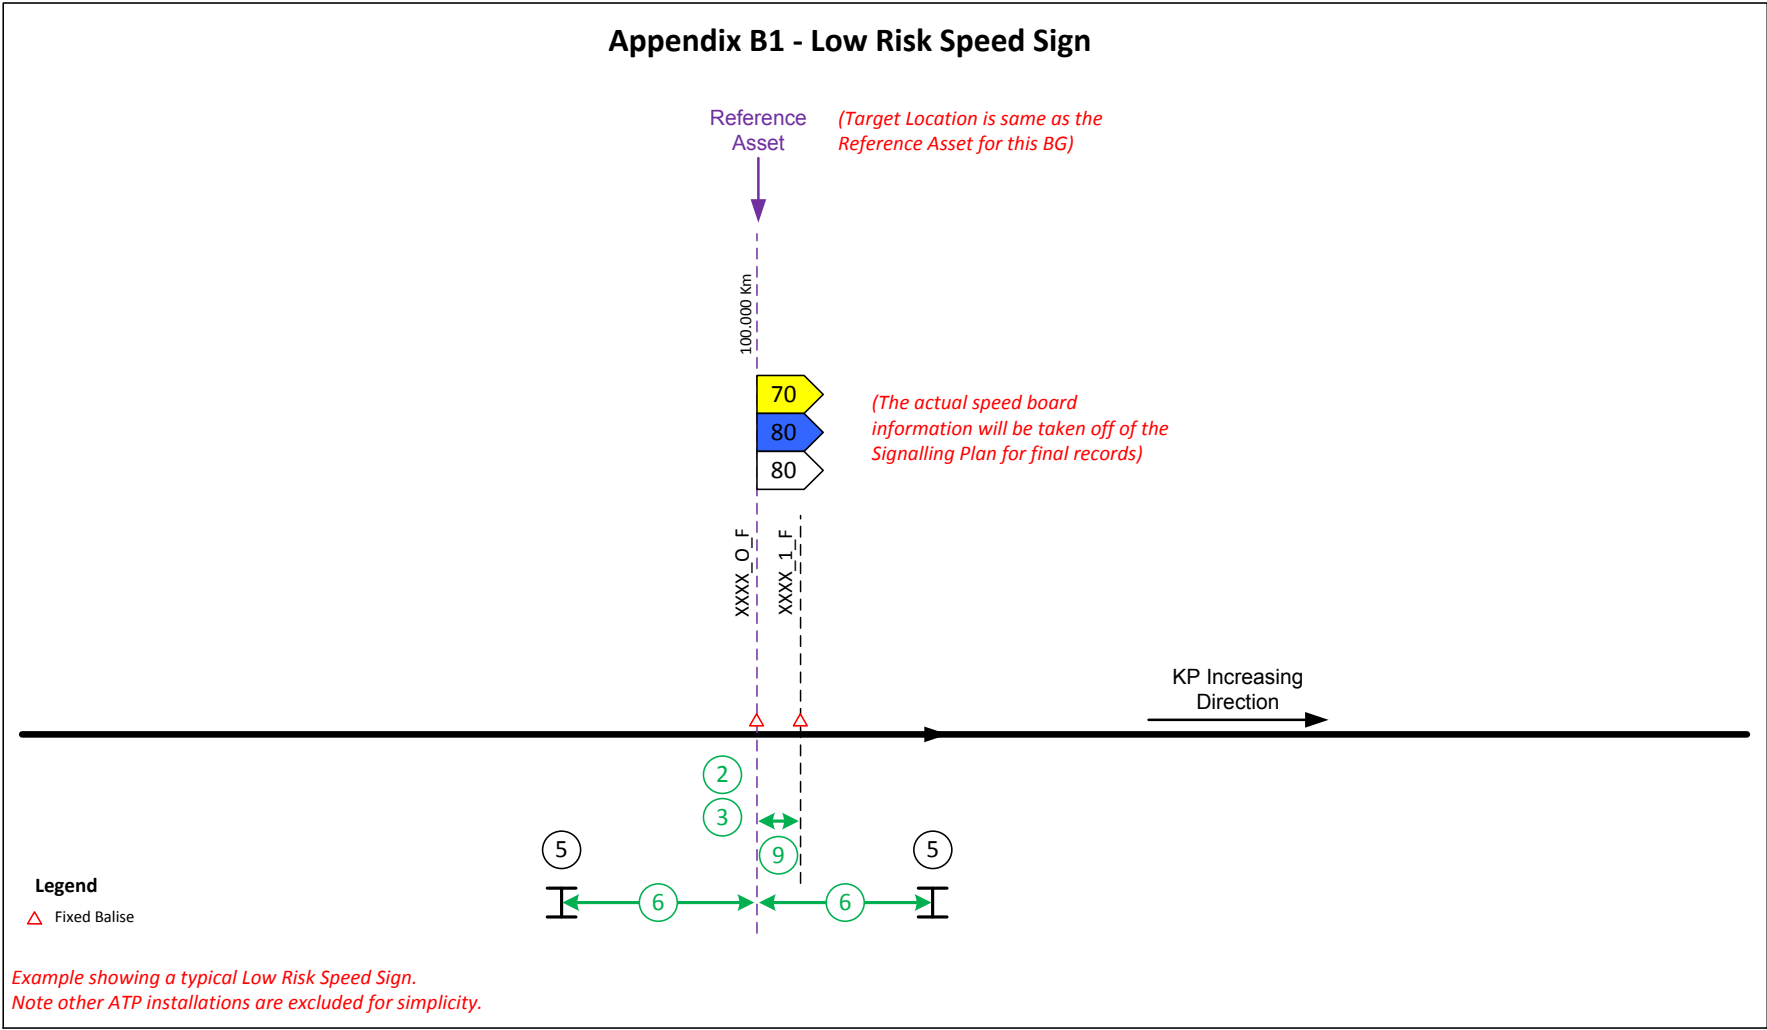 Appendix B1 - Low Risk Speed Sign
Reference
Asset
(Target Location is same as the
Reference Asset for this BG)
100.000 Km
70
80
80
(The actual speed board
information will be taken off of the
Signalling Plan for final records)
XXXX_O_F
XXXX_1_F
KP Increasing
Direction
2
3
9
5
5
6
6
Legend
Fixed Balise
Example showing a typical Low Risk Speed Sign.
Note other ATP installations are excluded for simplicity.